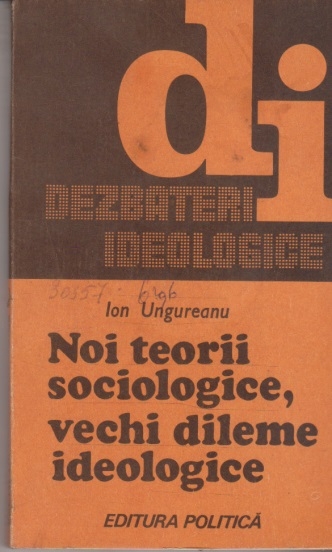 di
DEZBATERI
IDEOLOGICE
Ion Ungureanu
Noi teorii
sociologice,
vechi dileme
ideologice
EDITURA POLITICĂ